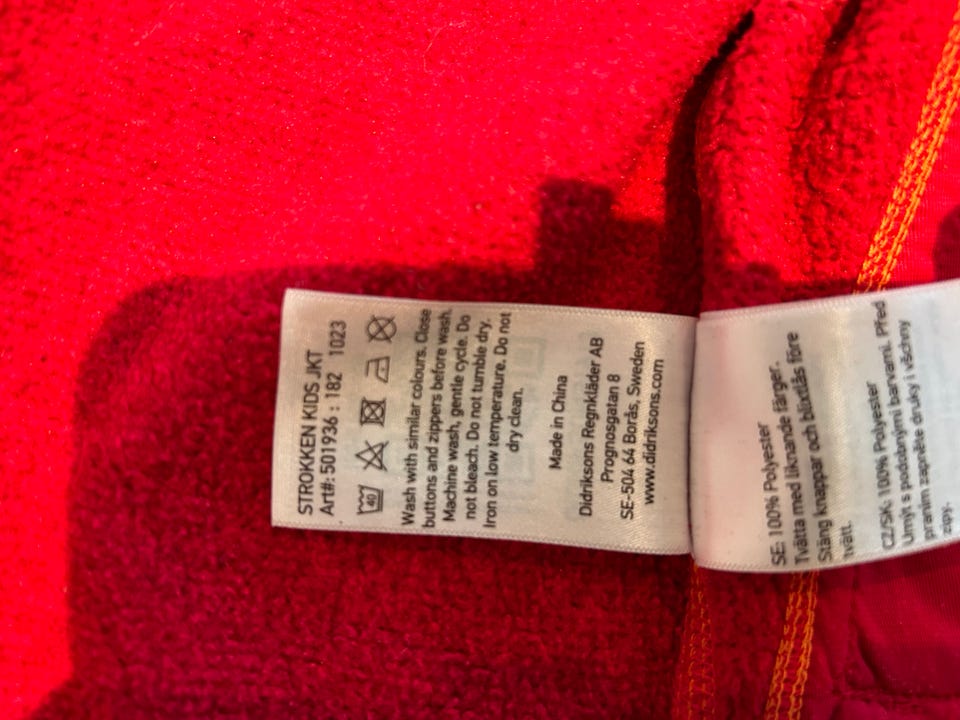 STROKKEN KIDS JKT
Art#: 501936 : 182 1023
40
Wash with similar colours. Close
buttons and zippers before wash.
Machine wash, gentle cycle. Do
not bleach. Do not tumble dry.
Iron on low temperature. Do not
dry clean.
Made in China
Didriksons Regnkläder AB
Prognosgatan 8
SE-504 64 Borås, Sweden
www.didriksons.com
SE: 100% Polyester
Tvätta med liknande färger.
Stäng knappar och blixtlås före
tvätt.
CZ/SK: 100% Polyester
Umýt s podobnými barvami. Před
praním zapněte druky i všechny
zipy.